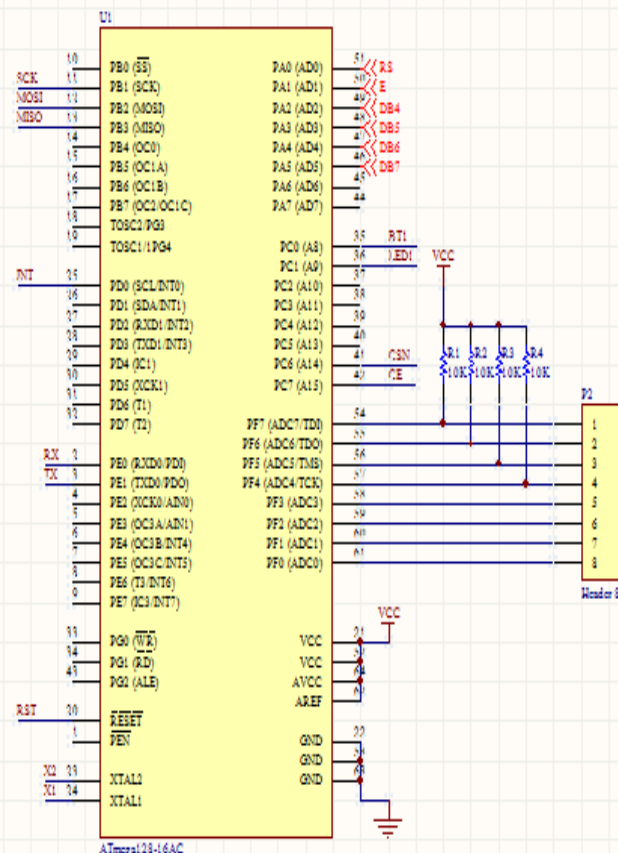 U1
10 PB0 (SS) PA0 (AD0) 51 RS
SCK 11 PB1 (SCK) PA1 (AD1) 50 E
MOSI 12 PB2 (MOSI) PA2 (AD2) 49 DB4
MISO 13 PB3 (MISO) PA3 (AD3) 48 DB5
14 PB4 (OC0) PA4 (AD4) 47 DB6
15 PB5 (OC1A) PA5 (AD5) 46 DB7
16 PB6 (OC1B) PA6 (AD6) 45
17 PB7 (OC2/OC1C) PA7 (AD7) 44
18 TOSC2/PG3
19 TOSC1/1PG4 PC0 (A8) 35 BT1
PC1 (A9) 36 LED1 VCC
INT 25 PD0 (SCL/INT0) PC2 (A10) 37
26 PD1 (SDA/INT1) PC3 (A11) 38
27 PD2 (RXD1/INT2) PC4 (A12) 39
28 PD3 (TXD1/INT3) PC5 (A13) 40
29 PD4 (IC1) PC6 (A14) 41 CSN R1 R2 R3 R4
30 PD5 (XCK1) PC7 (A15) 42 CE 10K 10K 10K 10K
31 PD6 (T1) P2
32 PD7 (T2) PF7 (ADC7/TDI) 54 1
PF6 (ADC6/TDO) 55 2
RX 2 PE0 (RXD0/PDI) PF5 (ADC5/TMS) 56 3
TX 3 PE1 (TXD0/PDO) PF4 (ADC4/TCK) 57 4
4 PE2 (XCK0/AIN0) PF3 (ADC3) 58 5
5 PE3 (OC3A/AIN1) PF2 (ADC2) 59 6
6 PE4 (OC3B/INT4) PF1 (ADC1) 60 7
7 PE5 (OC3C/INT5) PF0 (ADC0) 61 8
8 PE6 (T3/INT6)
9 PE7 (IC3/INT7) Header 8
VCC
33 PG0 (WR) VCC 21
34 PG1 (RD) VCC 52
43 PG2 (ALE) AVCC 64
AREF 62
RST 20 RESET
1 PEN GND 22
GND 53
X2 23 XTAL2 GND 63
X1 24 XTAL1
ATmega128-16AC